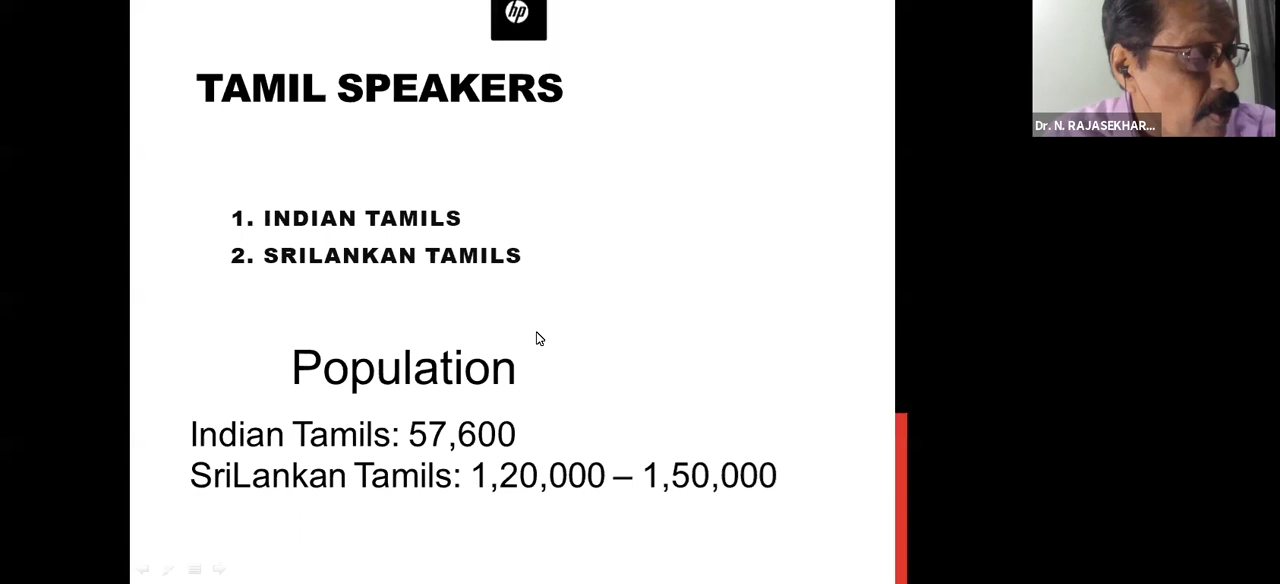 hp
TAMIL SPEAKERS
Dr. N. RAJASEKHAR...
1. INDIAN TAMILS
2. SRILANKAN TAMILS
Population
Indian Tamils: 57,600
SriLankan Tamils: 1,20,000 – 1,50,000